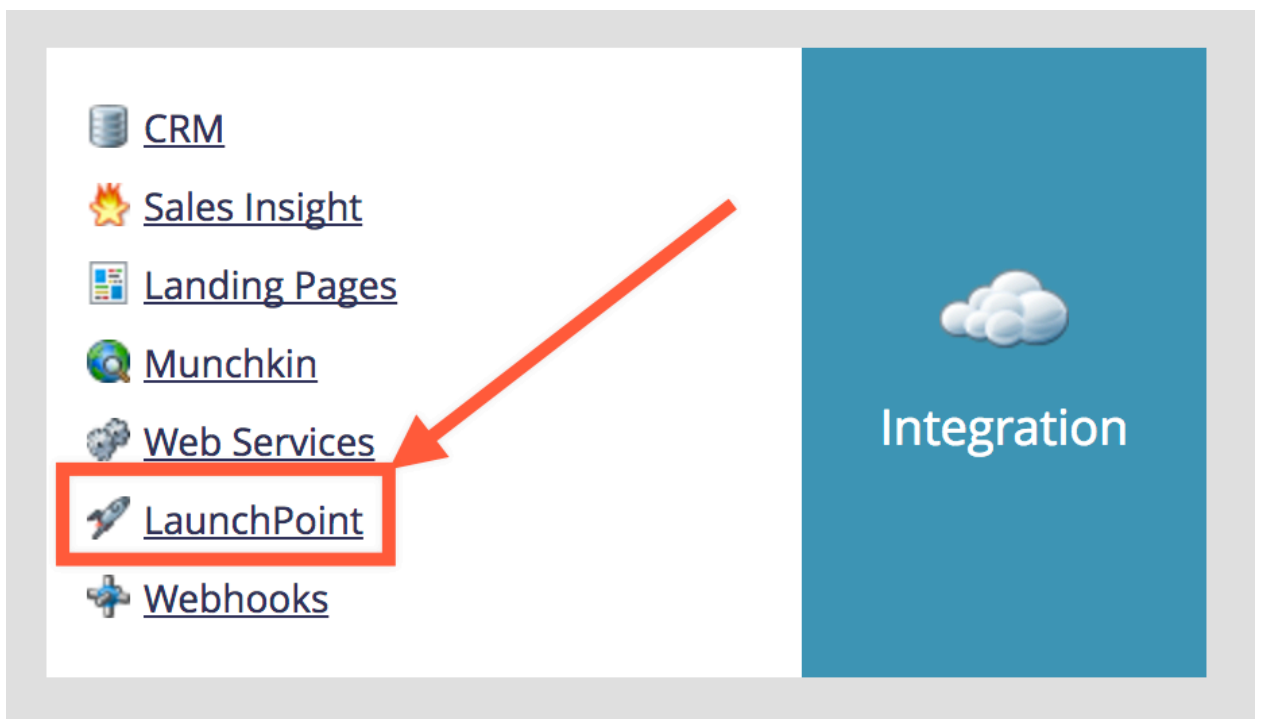 CRM
Sales Insight
Landing Pages
Munchkin
Web Services
LaunchPoint
Webhooks
Integration